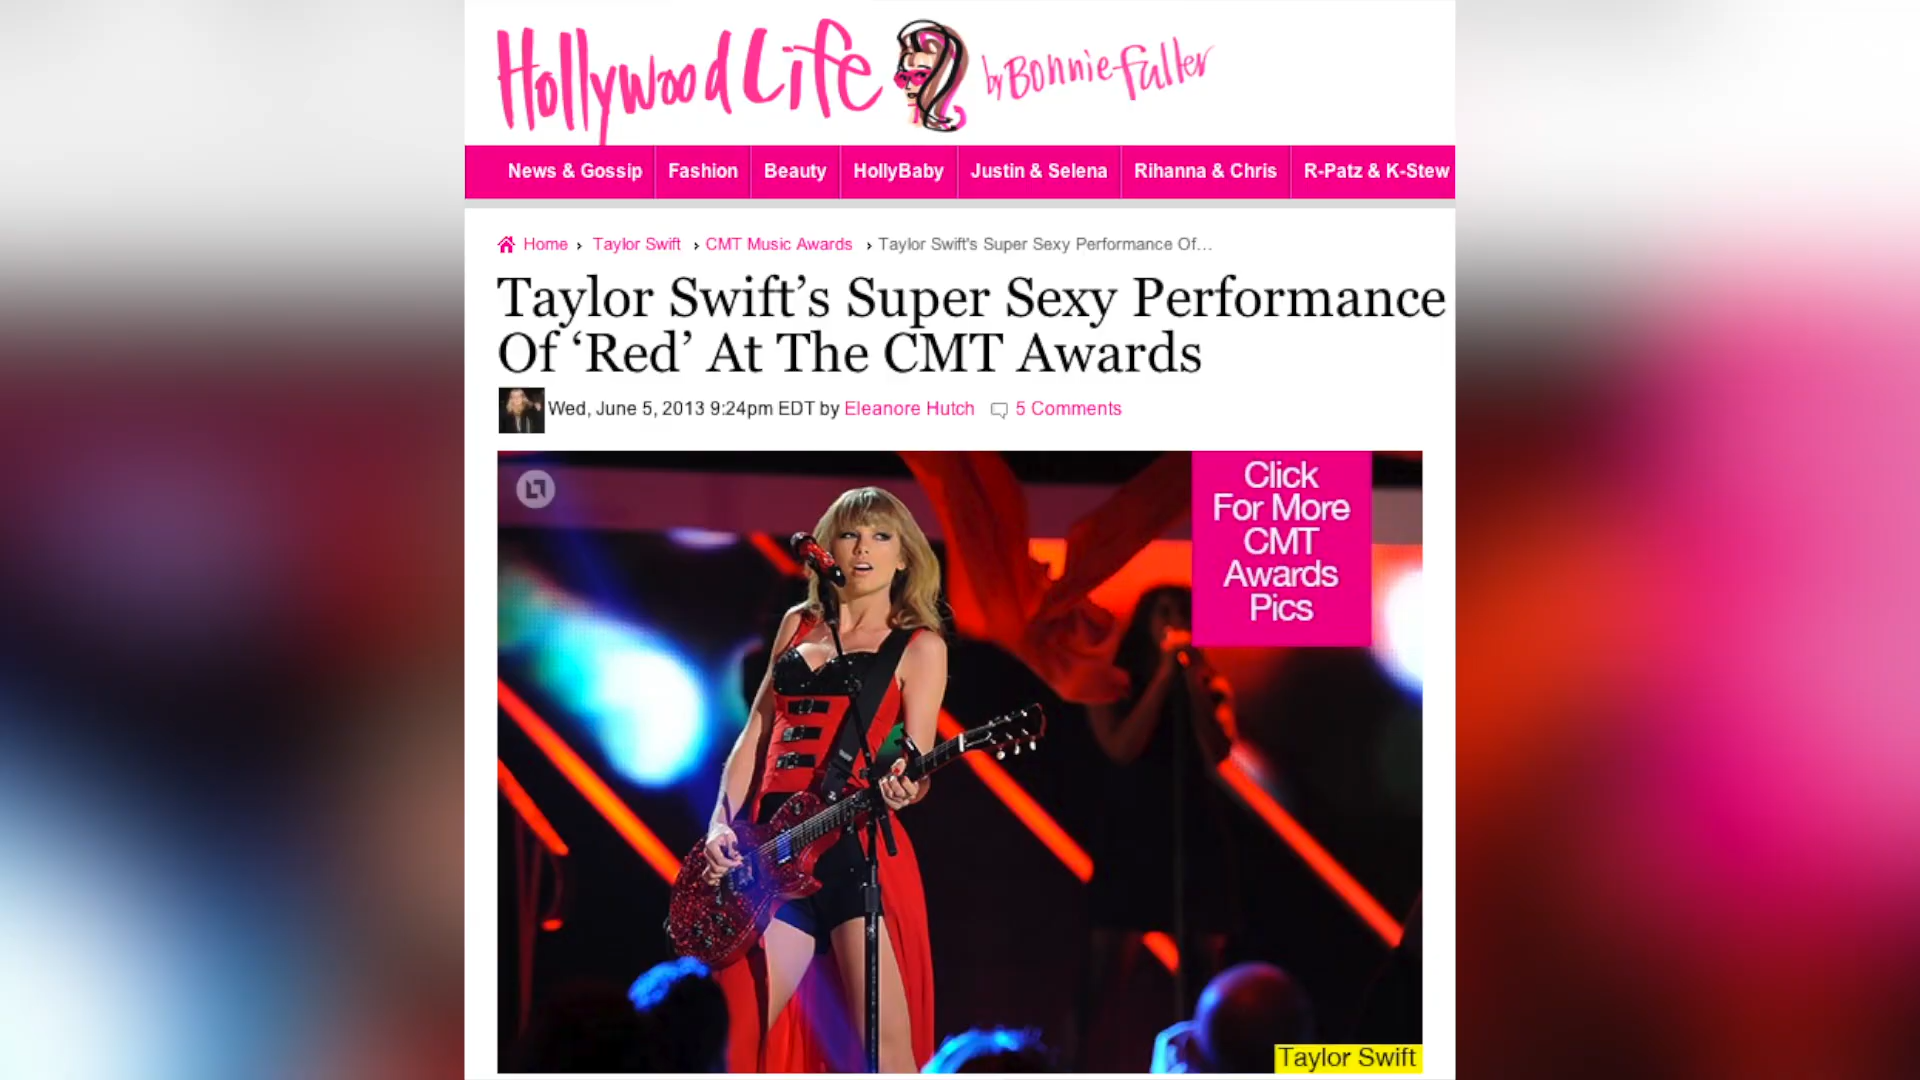 HollywoodLife by Bonnie Fuller
News & Gossip Fashion Beauty HollyBaby Justin & Selena Rihanna & Chris R-Patz & K-Stew
Home › Taylor Swift › CMT Music Awards › Taylor Swift's Super Sexy Performance Of...
Taylor Swift’s Super Sexy Performance
Of ‘Red’ At The CMT Awards
Wed, June 5, 2013 9:24pm EDT by Eleanore Hutch 5 Comments
Click
For More
CMT
Awards
Pics
Taylor Swift